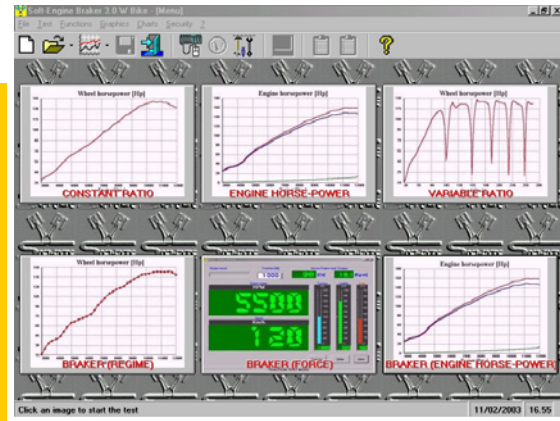 Soft-Engine Braker 3.0 W Bike - [Menu]
File Test Functions Graphics Charts Security ?
Wheel horsepower [Hp]
CONSTANT RATIO
Engine horsepower [Hp]
ENGINE HORSE-POWER
Wheel horsepower [Hp]
VARIABLE RATIO
Wheel horsepower [Hp]
BRAKER (REGIME)
5500
120
BRAKER (FORCE)
Engine horsepower [Hp]
BRAKER (ENGINE HORSE-POWER)
Click an image to start the test
11/02/2003 16.55